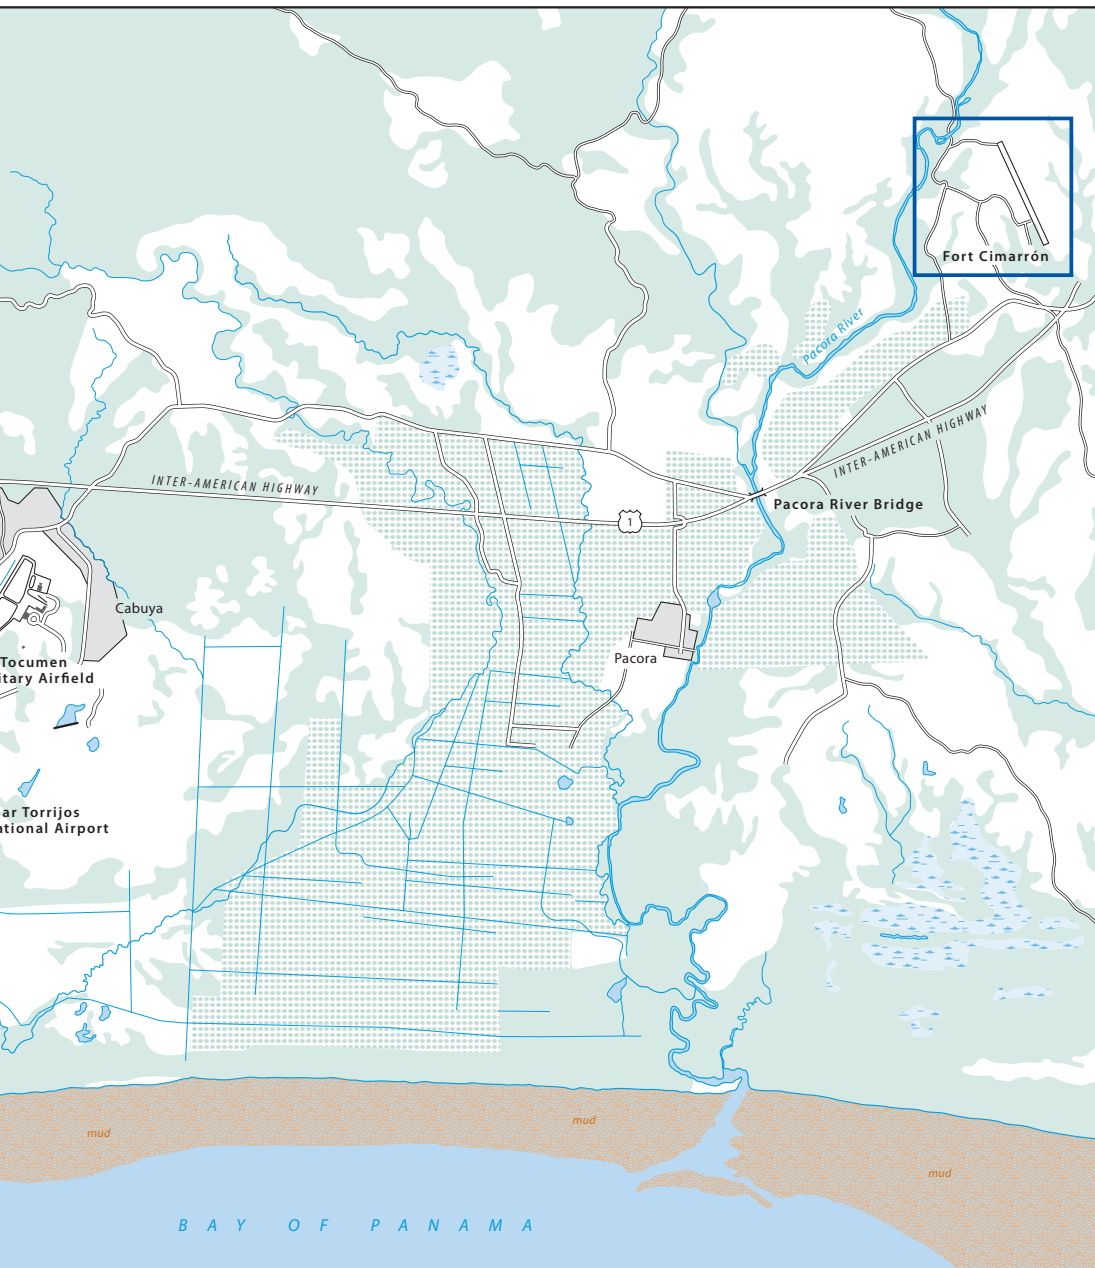 Fort Cimarrón
Pacora River
INTER-AMERICAN HIGHWAY
INTER-AMERICAN HIGHWAY
1
Pacora River Bridge
Cabuya
Pacora
Tocumen
itary Airfield
ar Torrijos
ational Airport
mud
mud
mud
BAY OF PANAMA